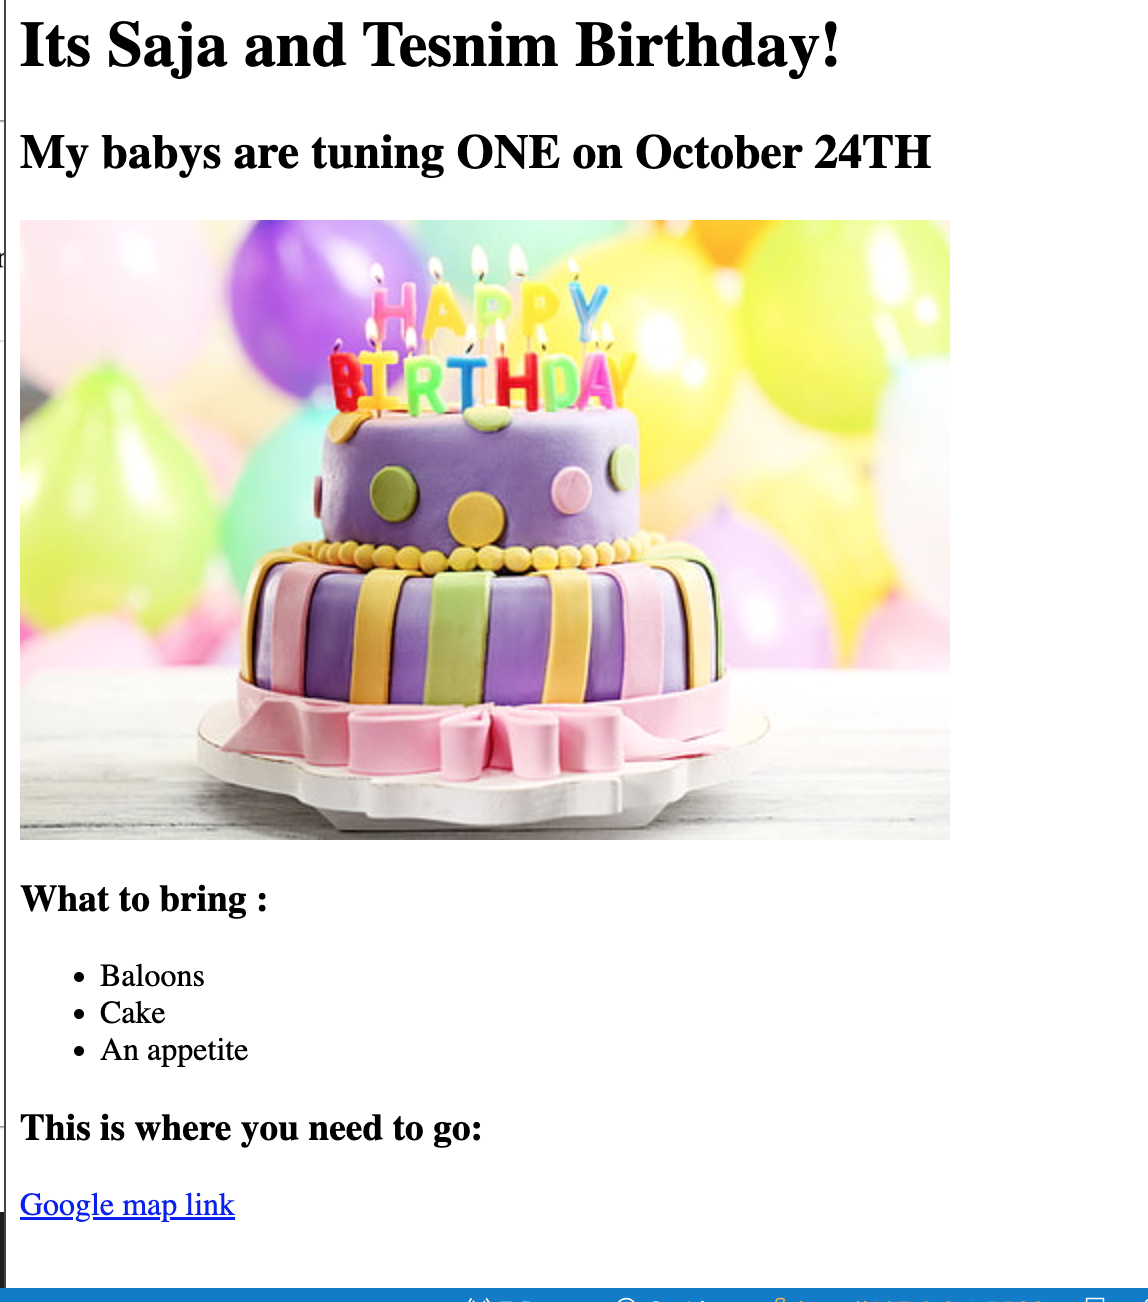 Its Saja and Tesnim Birthday!
My babys are tuning ONE on October 24TH
HAPPY
BIRTHDAY
What to bring :
Baloons
Cake
An appetite
This is where you need to go:
Google map link